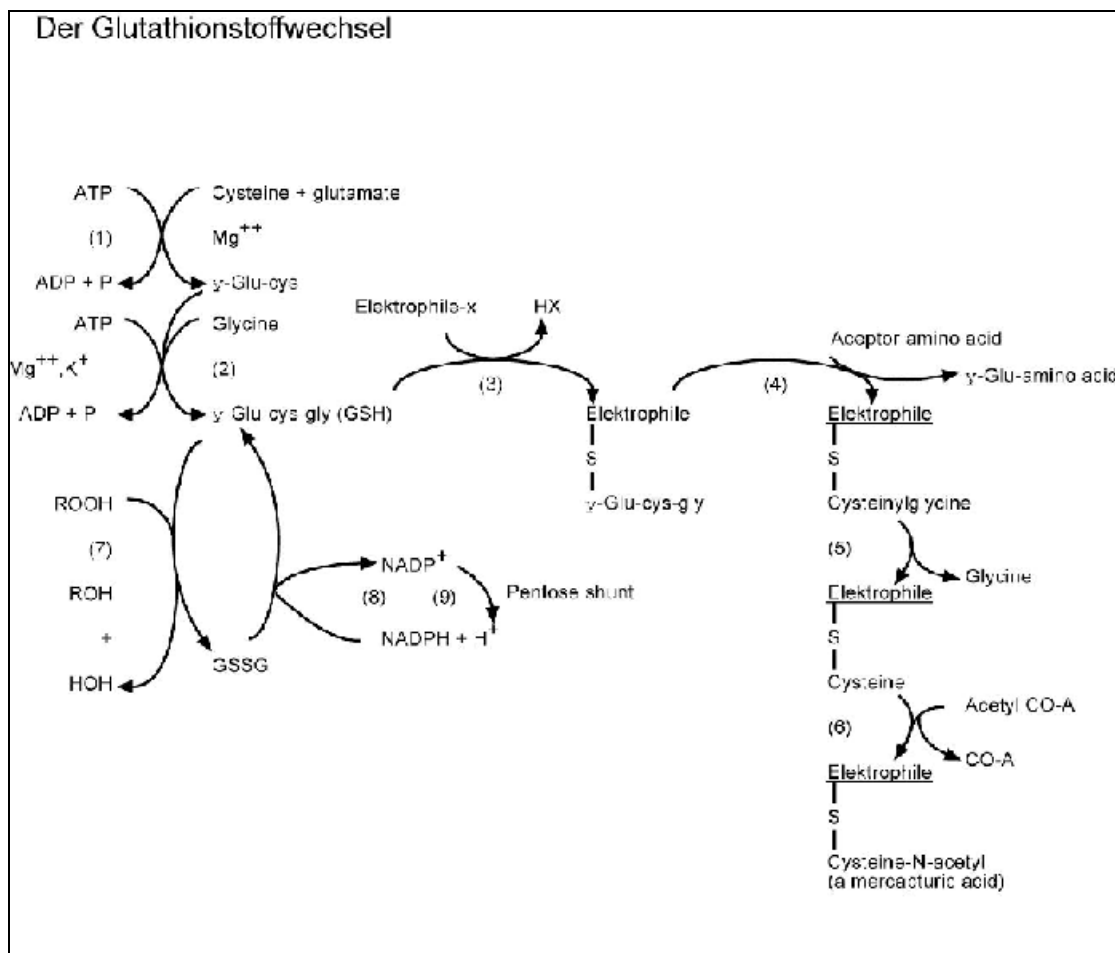 Der Glutathionstoffwechsel
ATP
Cysteine + glutamate
(1)
Mg++
ADP + P
γ-Glu-cys
ATP
Glycine
Mg++,K+
(2)
ADP + P
γ-Glu-cys-gly (GSH)
Elektrophile-x
HX
(3)
Elektrophile
S
γ-Glu-cys-gly
(4)
Aceptor amino acid
γ-Glu-amino acid
Elektrophile
S
Cysteinylglycine
(5)
Glycine
Elektrophile
S
Cysteine
(6)
Acetyl CO-A
CO-A
Elektrophile
S
Cysteine-N-acetyl
(a mercacturic acid)
ROOH
(7)
ROH
+
HOH
GSSG
NADP+
(8)
(9)
Pentose shunt
NADPH + H+